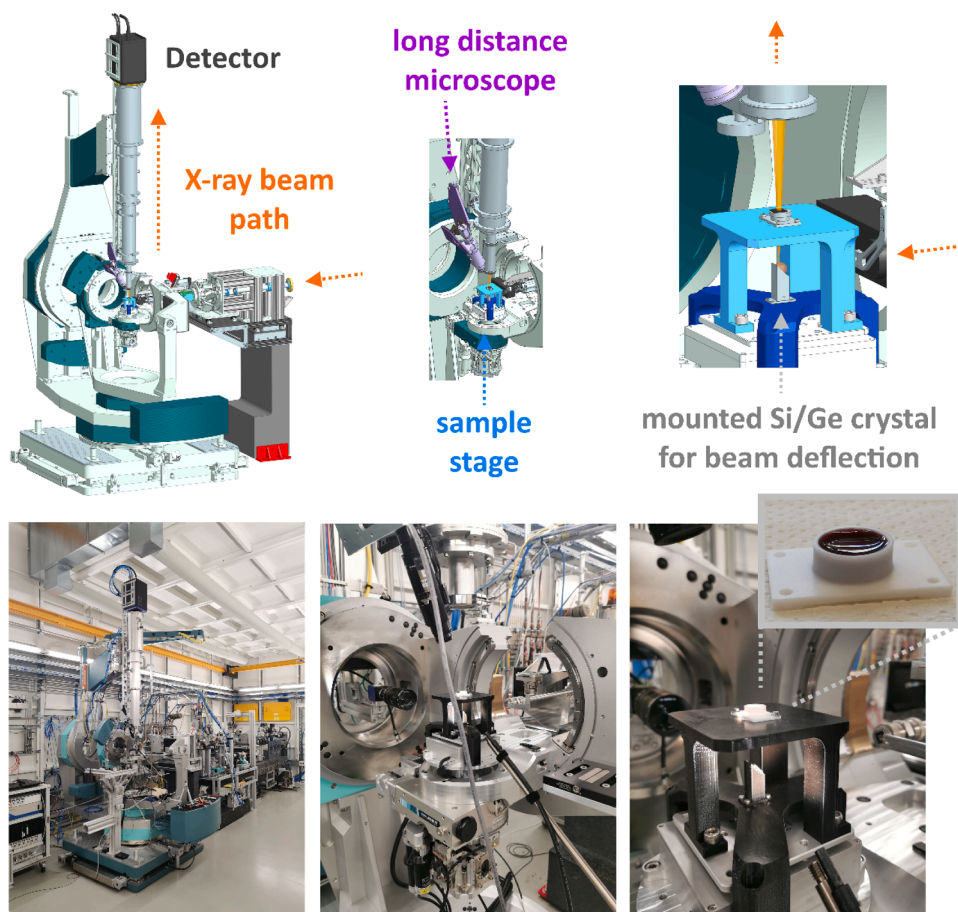 Detector
long distance
microscope
X-ray beam
path
sample
stage
mounted Si/Ge crystal
for beam deflection